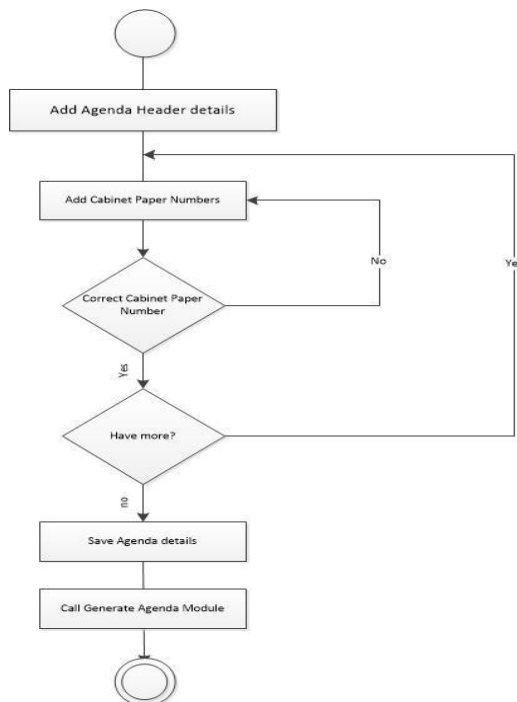 Add Agenda Header details
Add Cabinet Paper Numbers
No
Ye
Correct Cabinet Paper
Number
Yes
Have more?
no
Save Agenda details
Call Generate Agenda Module